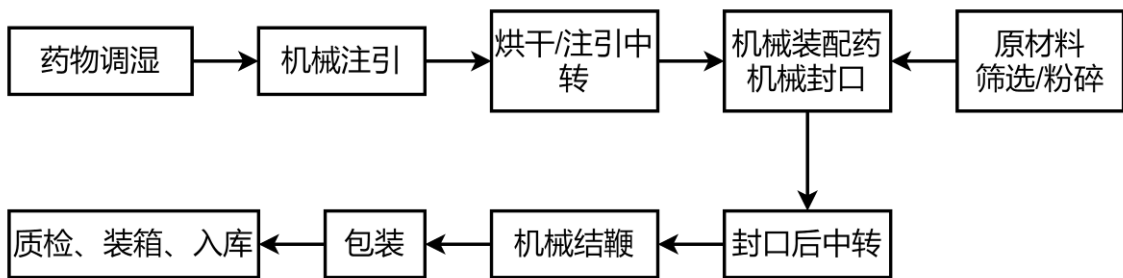 药物调湿
机械注引
烘干/注引中
转
机械装配药
机械封口
原材料
筛选/粉碎
质检、装箱、入库
包装
机械结鞭
封口后中转